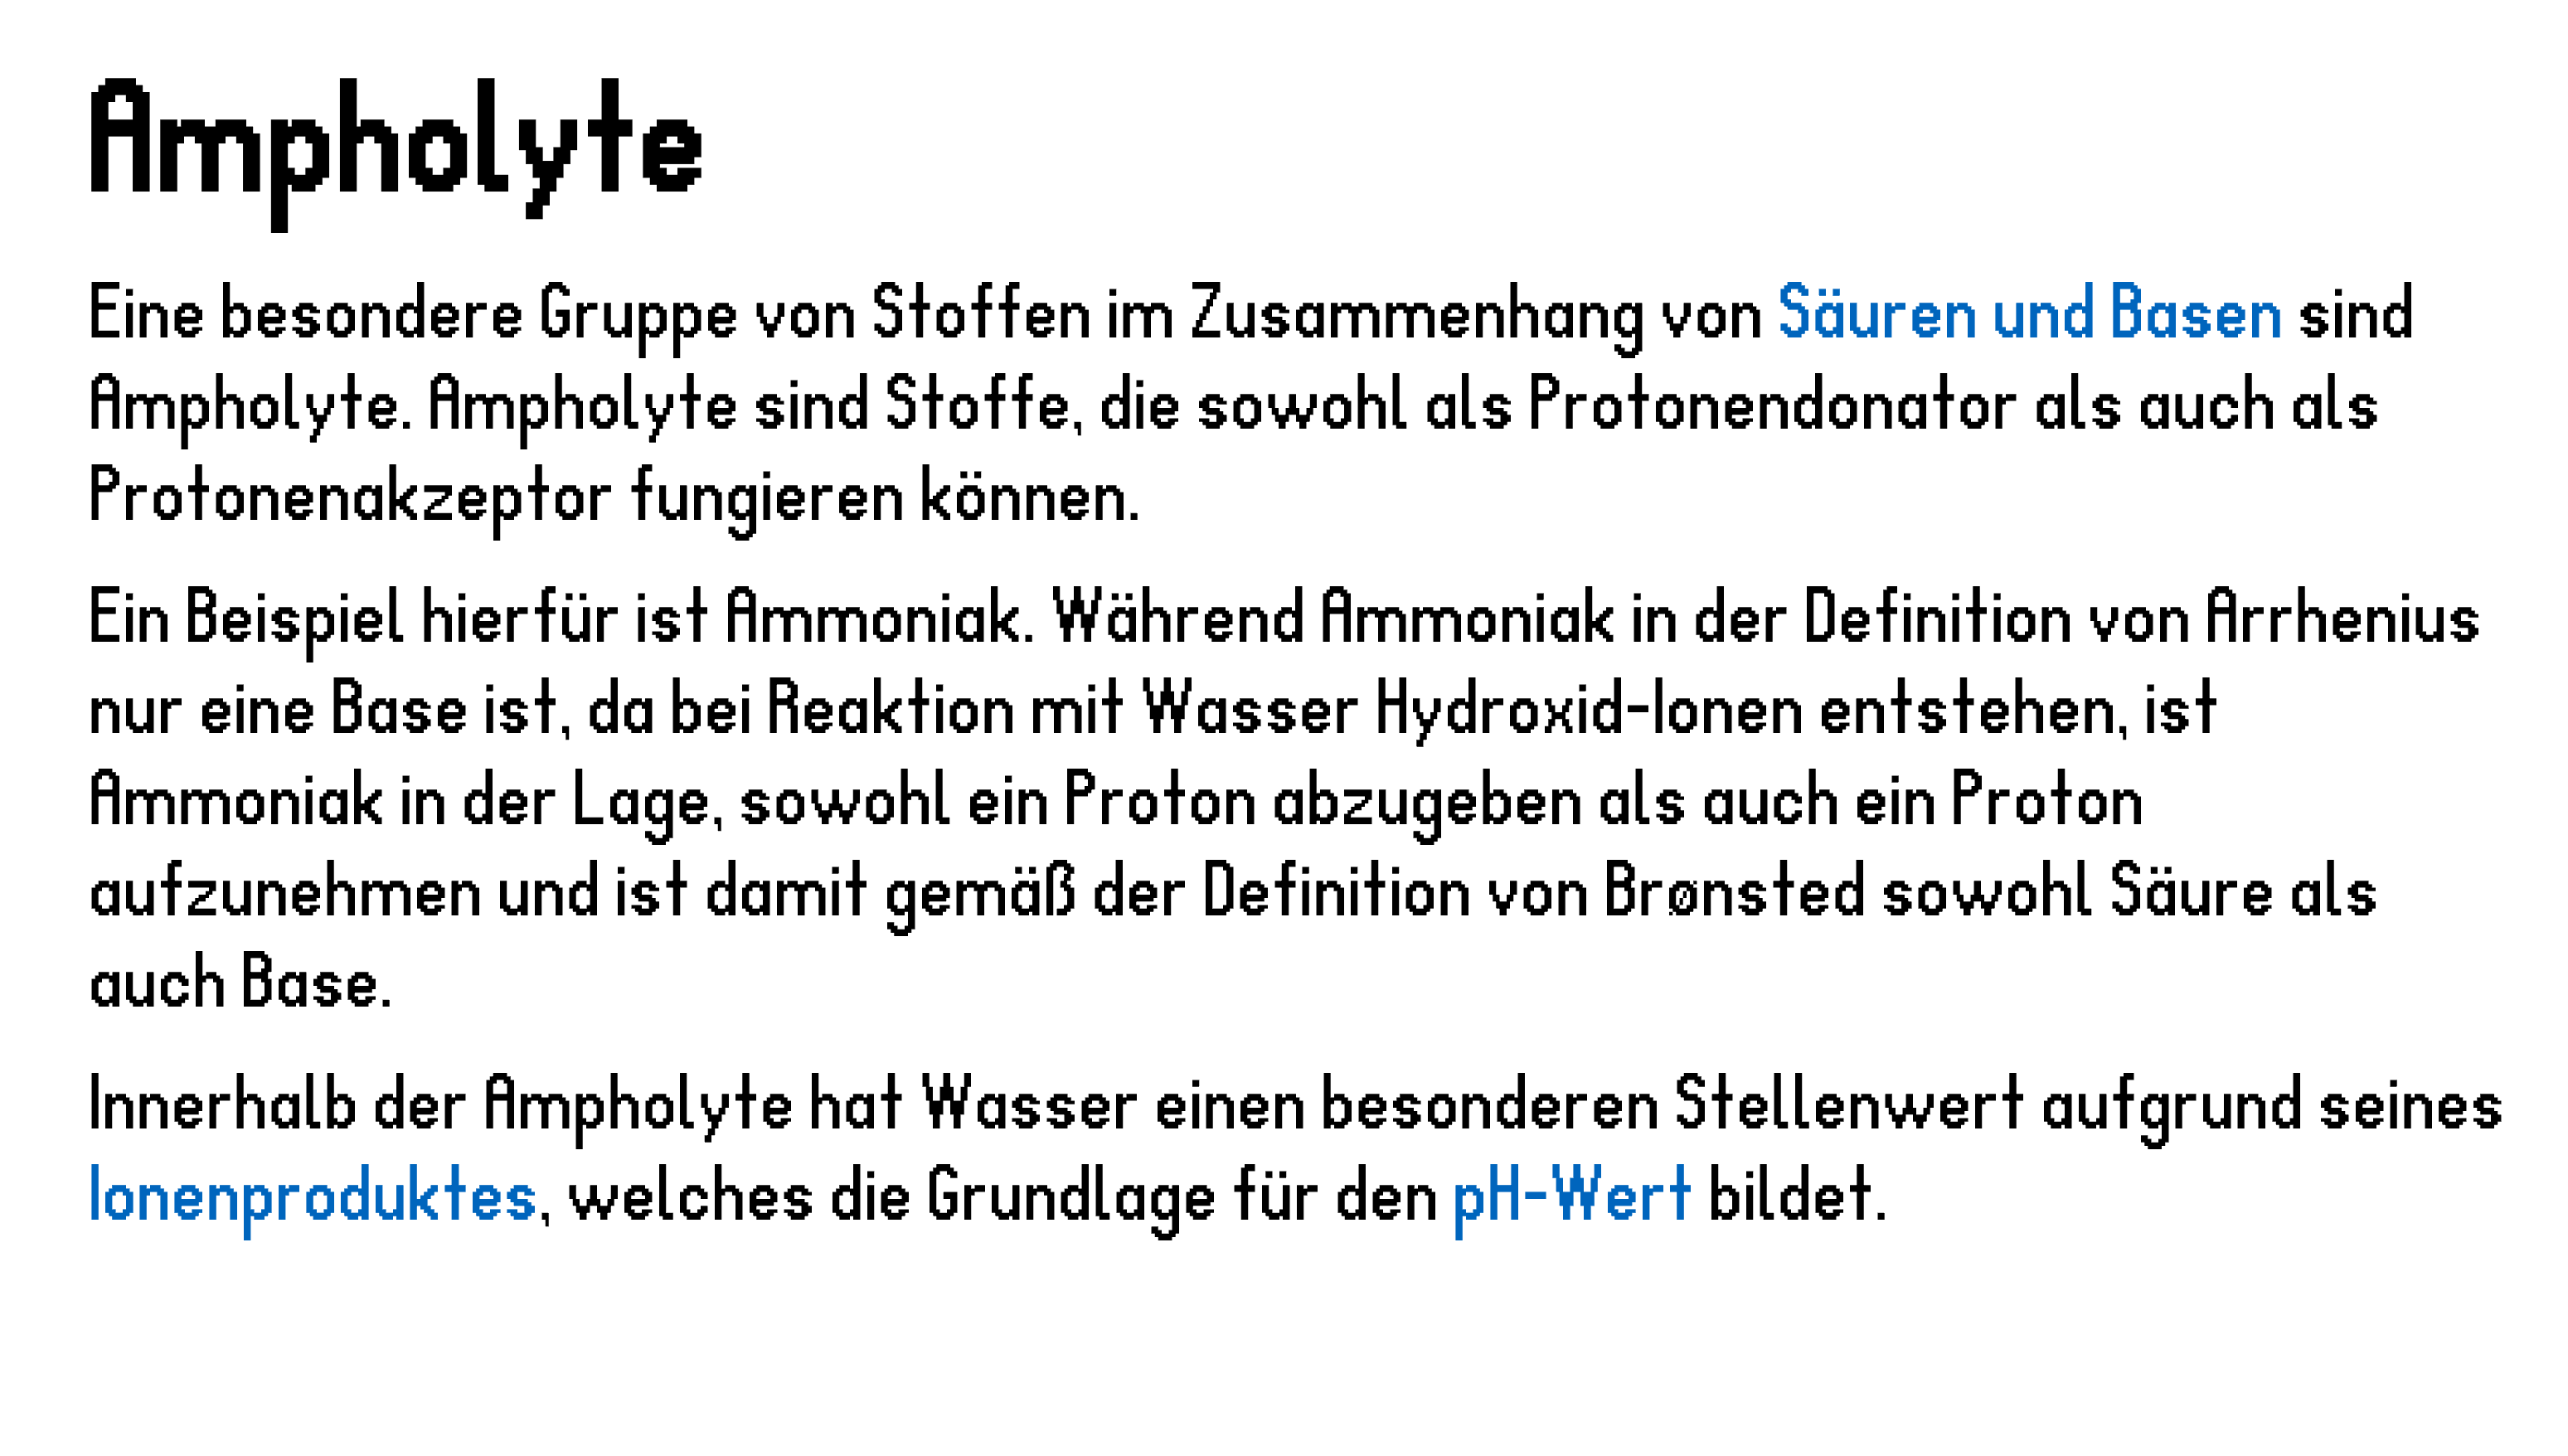 Ampholyte
Eine besondere Gruppe von Stoffen im Zusammenhang von Säuren und Basen sind
Ampholyte. Ampholyte sind Stoffe, die sowohl als Protonendonator als auch als
Protonenakzeptor fungieren können.
Ein Beispiel hierfür ist Ammoniak. Während Ammoniak in der Definition von Arrhenius
nur eine Base ist, da bei Reaktion mit Wasser Hydroxid-Ionen entstehen, ist
Ammoniak in der Lage, sowohl ein Proton abzugeben als auch ein Proton
aufzunehmen und ist damit gemäß der Definition von Brønsted sowohl Säure als
auch Base.
Innerhalb der Ampholyte hat Wasser einen besonderen Stellenwert aufgrund seines
Ionenproduktes, welches die Grundlage für den pH-Wert bildet.